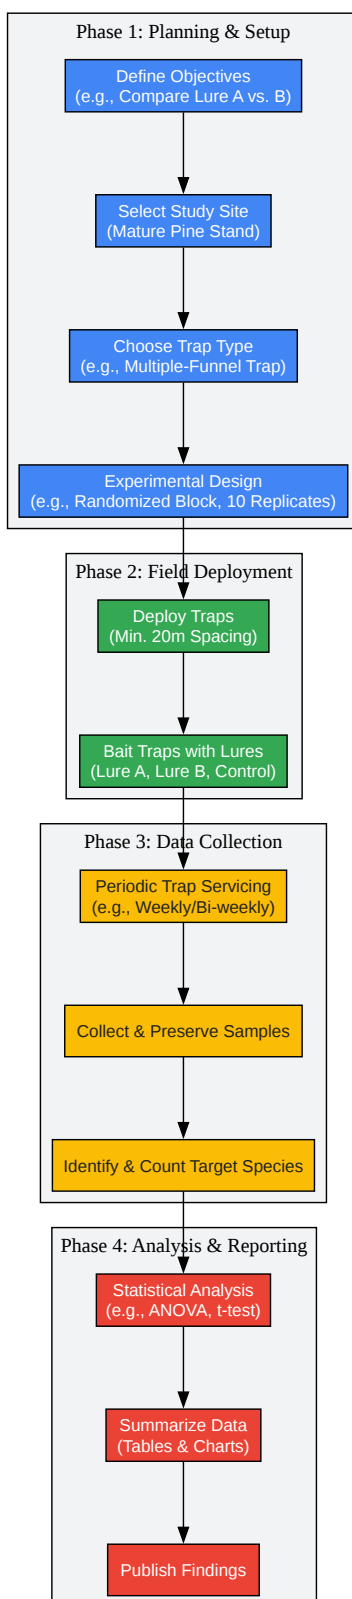 Phase 1: Planning & Setup
Define Objectives
(e.g., Compare Lure A vs. B)
Select Study Site
(Mature Pine Stand)
Choose Trap Type
(e.g., Multiple-Funnel Trap)
Experimental Design
(e.g., Randomized Block, 10 Replicates)
Phase 2: Field Deployment
Deploy Traps
(Min. 20m Spacing)
Bait Traps with Lures
(Lure A, Lure B, Control)
Phase 3: Data Collection
Periodic Trap Servicing
(e.g., Weekly/Bi-weekly)
Collect & Preserve Samples
Identify & Count Target Species
Phase 4: Analysis & Reporting
Statistical Analysis
(e.g., ANOVA, t-test)
Summarize Data
(Tables & Charts)
Publish Findings